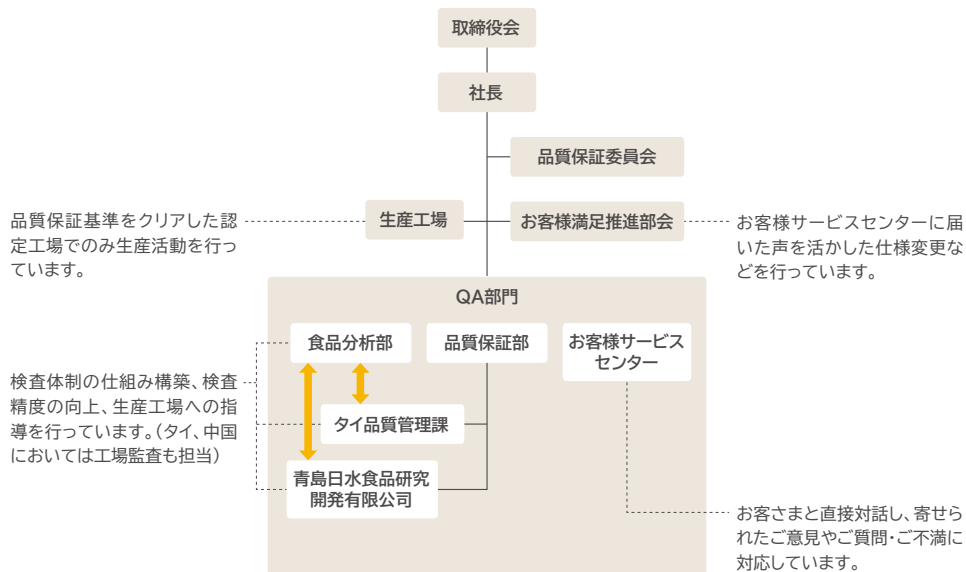 取締役会
社長
品質保証委員会
生産工場
お客様満足推進部会
品質保証基準をクリアした認
定工場でのみ生産活動を行っ
ています。
お客様サービスセンターに届
いた声を活かした仕様変更な
どを行っています。
QA部門
食品分析部
品質保証部
お客様サービス
センター
検査体制の仕組み構築、検査
精度の向上、生産工場への指
導を行っています。（タイ、中国
においては工場監査も担当）
タイ品質管理課
青島日水食品研究
開発有限公司
お客さまと直接対話し、寄せら
れたご意見やご質問・ご不満に
対応しています。